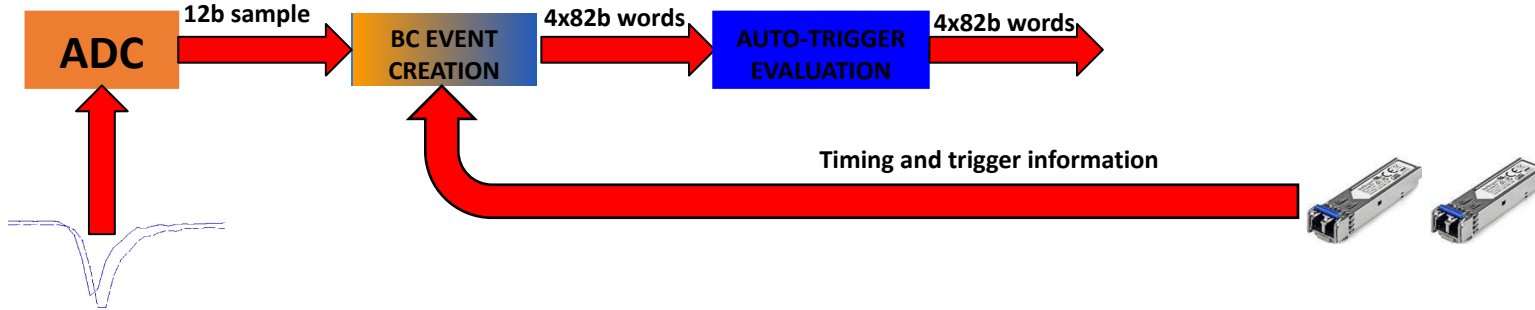 12b sample
4x82b words
4x82b words
ADC
BC EVENT
CREATION
AUTO-TRIGGER
EVALUATION
Timing and trigger information